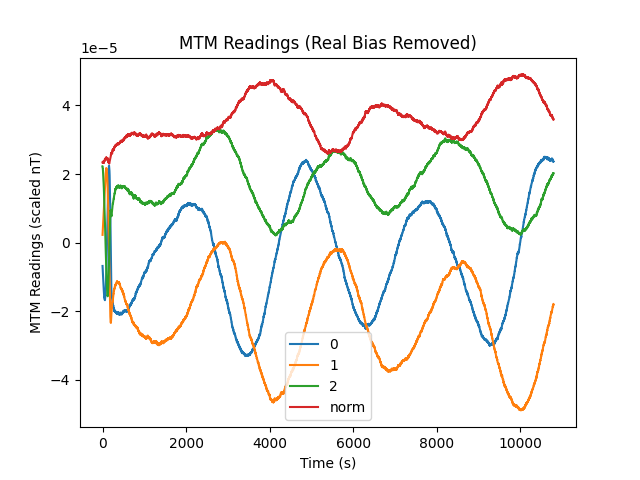 MTM Readings (Real Bias Removed)
1e−5
MTM Readings (scaled nT)
4
2
0
−2
−4
0
1
2
norm
0 2000 4000 6000 8000 10000
Time (s)